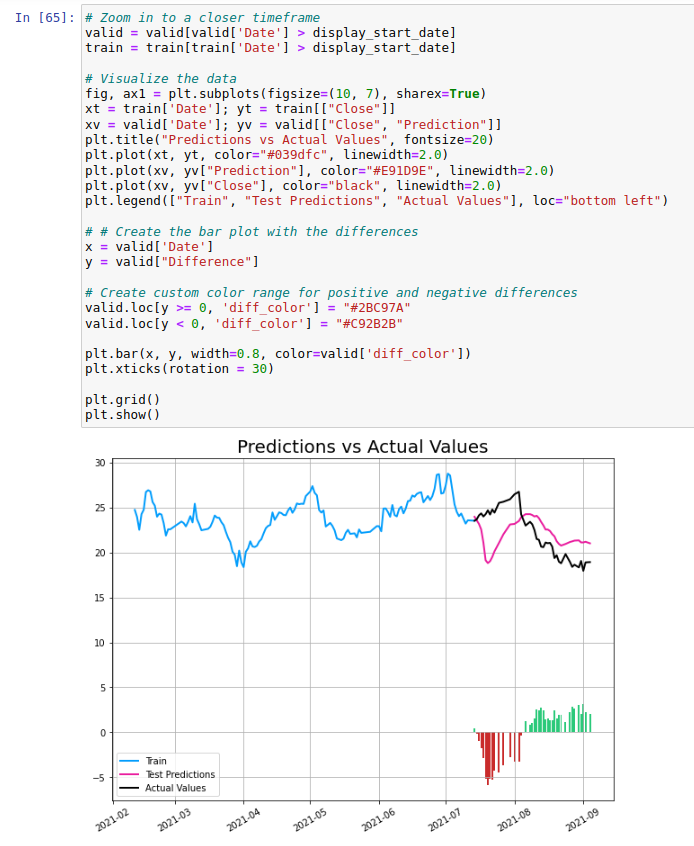 In [65]: # Zoom in to a closer timeframe
valid = valid[valid['Date'] > display_start_date]
train = train[train['Date'] > display_start_date]

# Visualize the data
fig, ax1 = plt.subplots(figsize=(10, 7), sharex=True)
xt = train['Date']; yt = train[["Close"]]
xv = valid['Date']; yv = valid[["Close", "Prediction"]]
plt.title("Predictions vs Actual Values", fontsize=20)
plt.plot(xt, yt, color="#039dfc", linewidth=2.0)
plt.plot(xv, yv["Prediction"], color="#E91D9E", linewidth=2.0)
plt.plot(xv, yv["Close"], color="black", linewidth=2.0)
plt.legend(["Train", "Test Predictions", "Actual Values"], loc="bottom left")

# # Create the bar plot with the differences
x = valid['Date']
y = valid["Difference"]

# Create custom color range for positive and negative differences
valid.loc[y >= 0, 'diff_color'] = "#2BC97A"
valid.loc[y < 0, 'diff_color'] = "#C92B2B"

plt.bar(x, y, width=0.8, color=valid['diff_color'])
plt.xticks(rotation = 30)

plt.grid()
plt.show()
Predictions vs Actual Values
30
25
20
15
10
5
0
−5
Train
Test Predictions
Actual Values
2021-02
2021-03
2021-04
2021-05
2021-06
2021-07
2021-08
2021-09